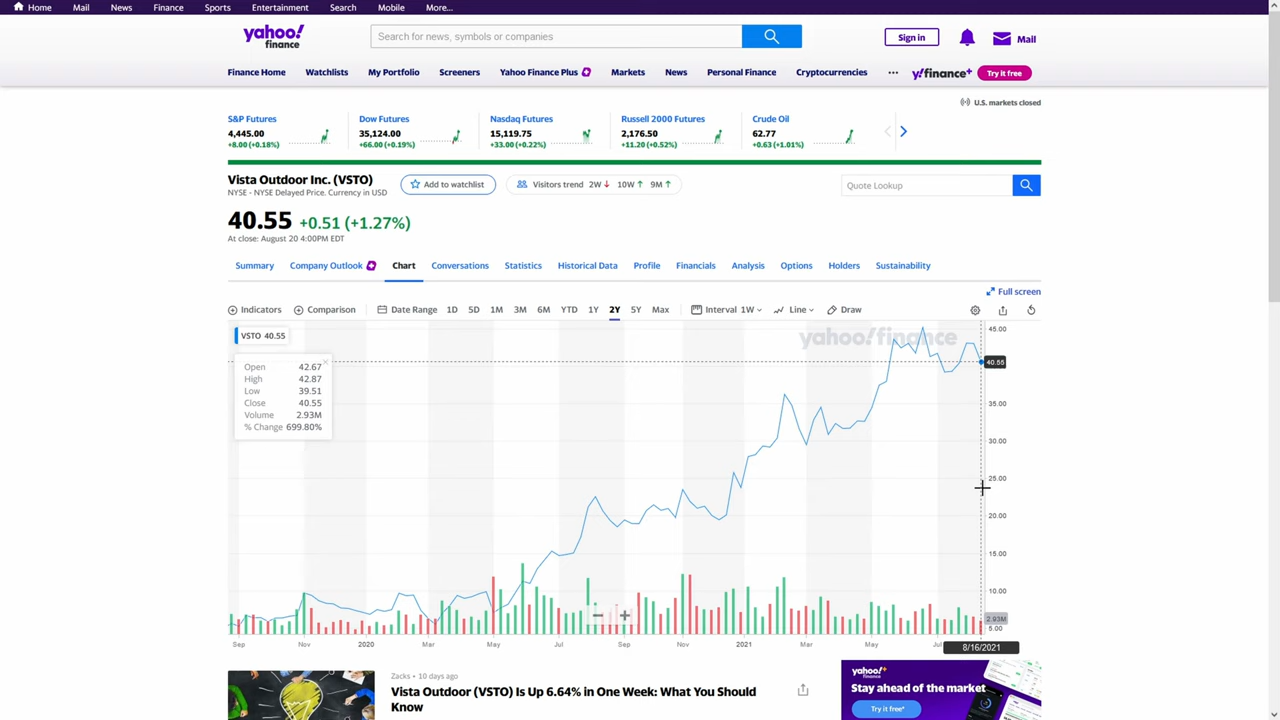 Home Mail News Finance Sports Entertainment Search Mobile More...
yahoo! finance
Search for news, symbols or companies
Sign in
Mail
Finance Home Watchlists My Portfolio Screeners Yahoo Finance Plus Markets News Personal Finance Cryptocurrencies ... y!finance+ Try it free
U.S. markets closed
S&P Futures Dow Futures Nasdaq Futures Russell 2000 Futures Crude Oil
4,445.00 35,124.00 15,119.75 2,176.50 62.77
+8.00 (+0.18%) +66.00 (+0.19%) +33.00 (+0.22%) +11.20 (+0.52%) +0.63 (+1.01%)
Vista Outdoor Inc. (VSTO)
NYSE - NYSE Delayed Price. Currency in USD
Add to watchlist
Visitors trend 2W ↓ 10W ↑ 9M ↑
Quote Lookup
40.55 +0.51 (+1.27%)
At close: August 20 4:00PM EDT
Summary Company Outlook Chart Conversations Statistics Historical Data Profile Financials Analysis Options Holders Sustainability
Full screen
Indicators Comparison Date Range 1D 5D 1M 3M 6M YTD 1Y 2Y 5Y Max Interval 1W Line Draw
VSTO 40.55
yahoo!finance
Open 42.67
High 42.87
Low 39.51
Close 40.55
Volume 2.93M
% Change 699.80%
45.00
40.55
35.00
30.00
25.00
20.00
15.00
10.00
2.93M
5.00
Sep Nov 2020 Mar May Jul Sep Nov 2021 Mar May Jul 8/16/2021
Zacks • 10 days ago
Vista Outdoor (VSTO) Is Up 6.64% in One Week: What You Should
Know
yahoo!+
finance
Stay ahead of the market
Try it free*